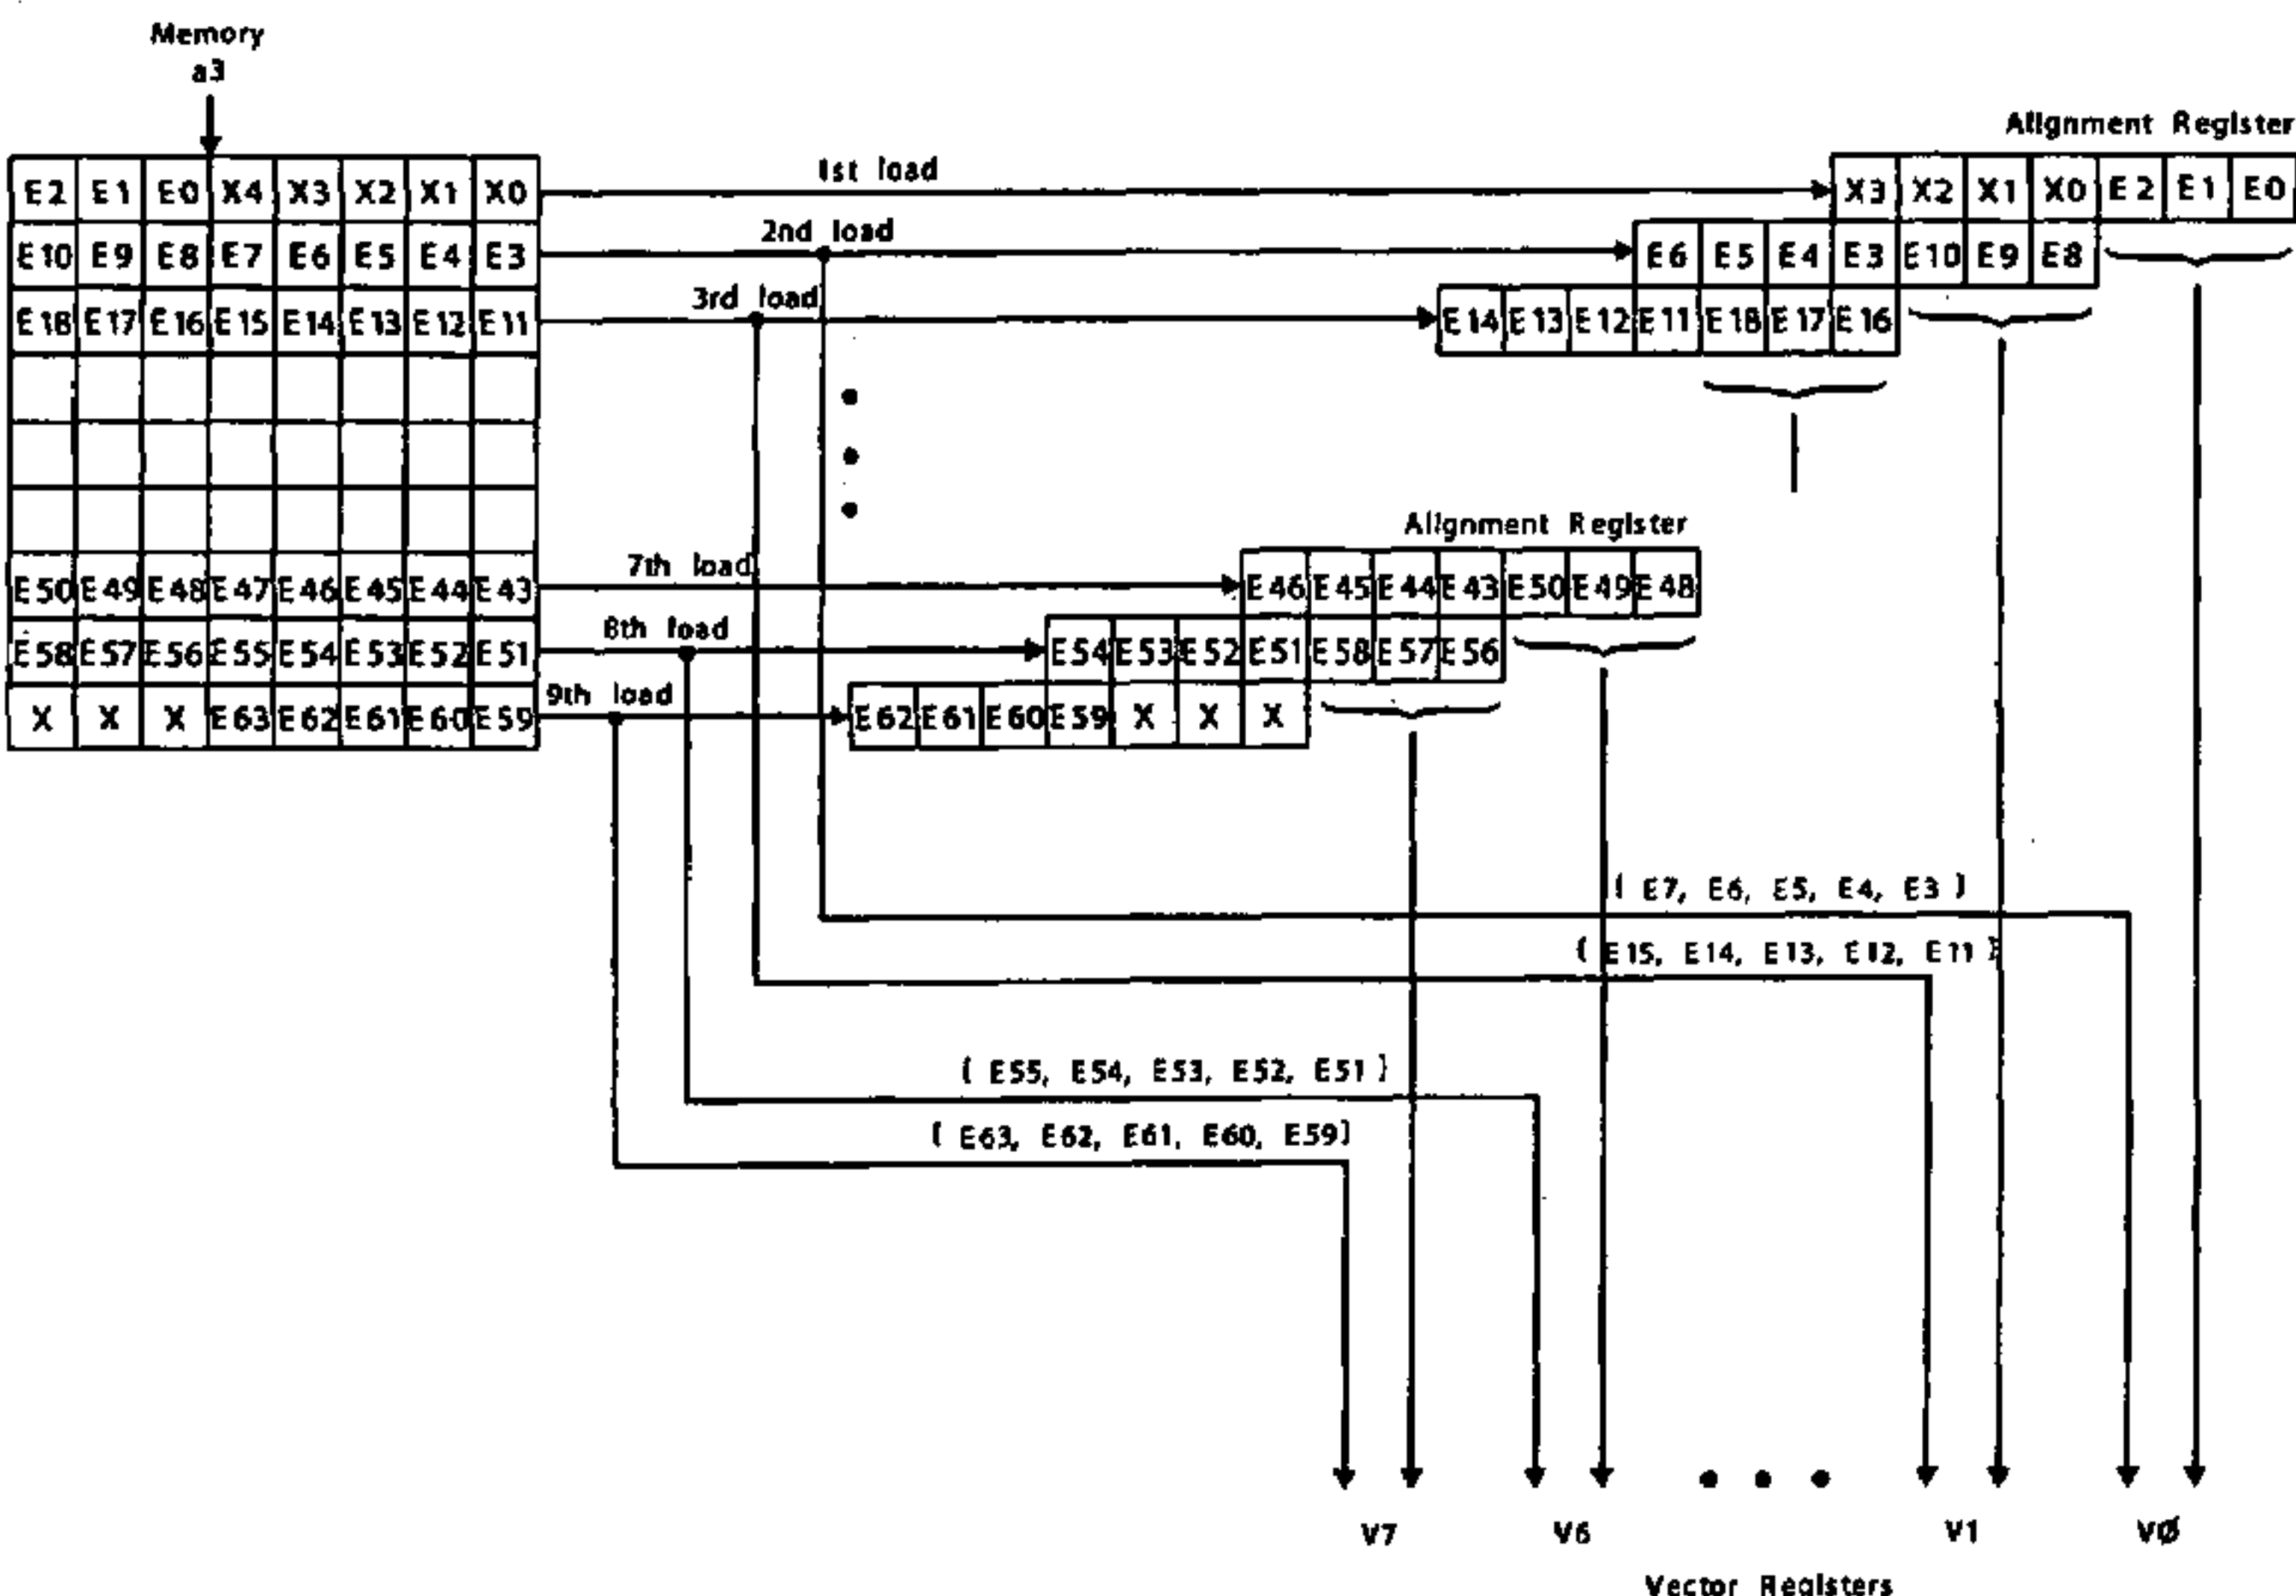 Memory
a3
Alignment Register
E2 E1 E0 X4 X3 X2 X1 X0
1st load
X3 X2 X1 X0 E2 E1 E0
E10 E9 E8 E7 E6 E5 E4 E3
2nd load
E6 E5 E4 E3 E10 E9 E8
E18 E17 E16 E15 E14 E13 E12 E11
3rd load
E14 E13 E12 E11 E18 E17 E16
Alignment Register
E50 E49 E48 E47 E46 E45 E44 E43
7th load
E46 E45 E44 E43 E50 E49 E48
E58 E57 E56 E55 E54 E53 E52 E51
8th load
E54 E53 E52 E51 E58 E57 E56
X X X E63 E62 E61 E60 E59
9th load
E62 E61 E60 E59 X X X
( E7, E6, E5, E4, E3 )
( E15, E14, E13, E12, E11 )
( E55, E54, E53, E52, E51 )
( E63, E62, E61, E60, E59)
V7 V6 V1 VØ
Vector Registers